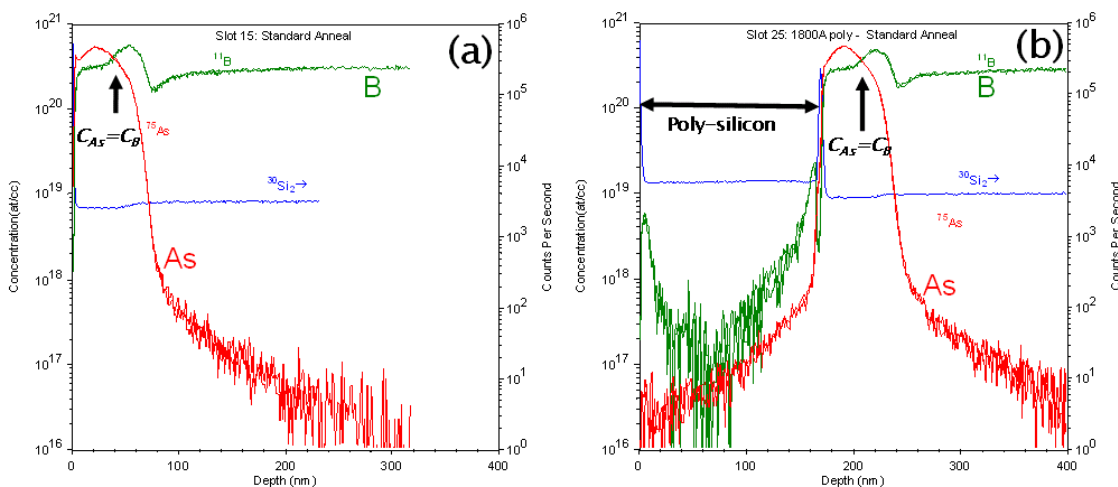 Slot 15: Standard Anneal
(a)
10^21
10^20
10^19
10^18
10^17
10^16
Concentration(at/cc)
10^6
10^5
10^4
10^3
10^2
10^1
10^0
Counts Per Second
^11B
B
C_As=C_B
^75As
^30Si_2→
As
0
100
200
300
400
Depth (nm)
Slot 25: 1800A poly - Standard Anneal
(b)
10^21
10^20
10^19
10^18
10^17
10^16
Concentration(at/cc)
10^6
10^5
10^4
10^3
10^2
10^1
10^0
Counts Per Second
^11B
B
Poly-silicon
C_As=C_B
^30Si_2→
^75As
As
0
100
200
300
400
Depth (nm)